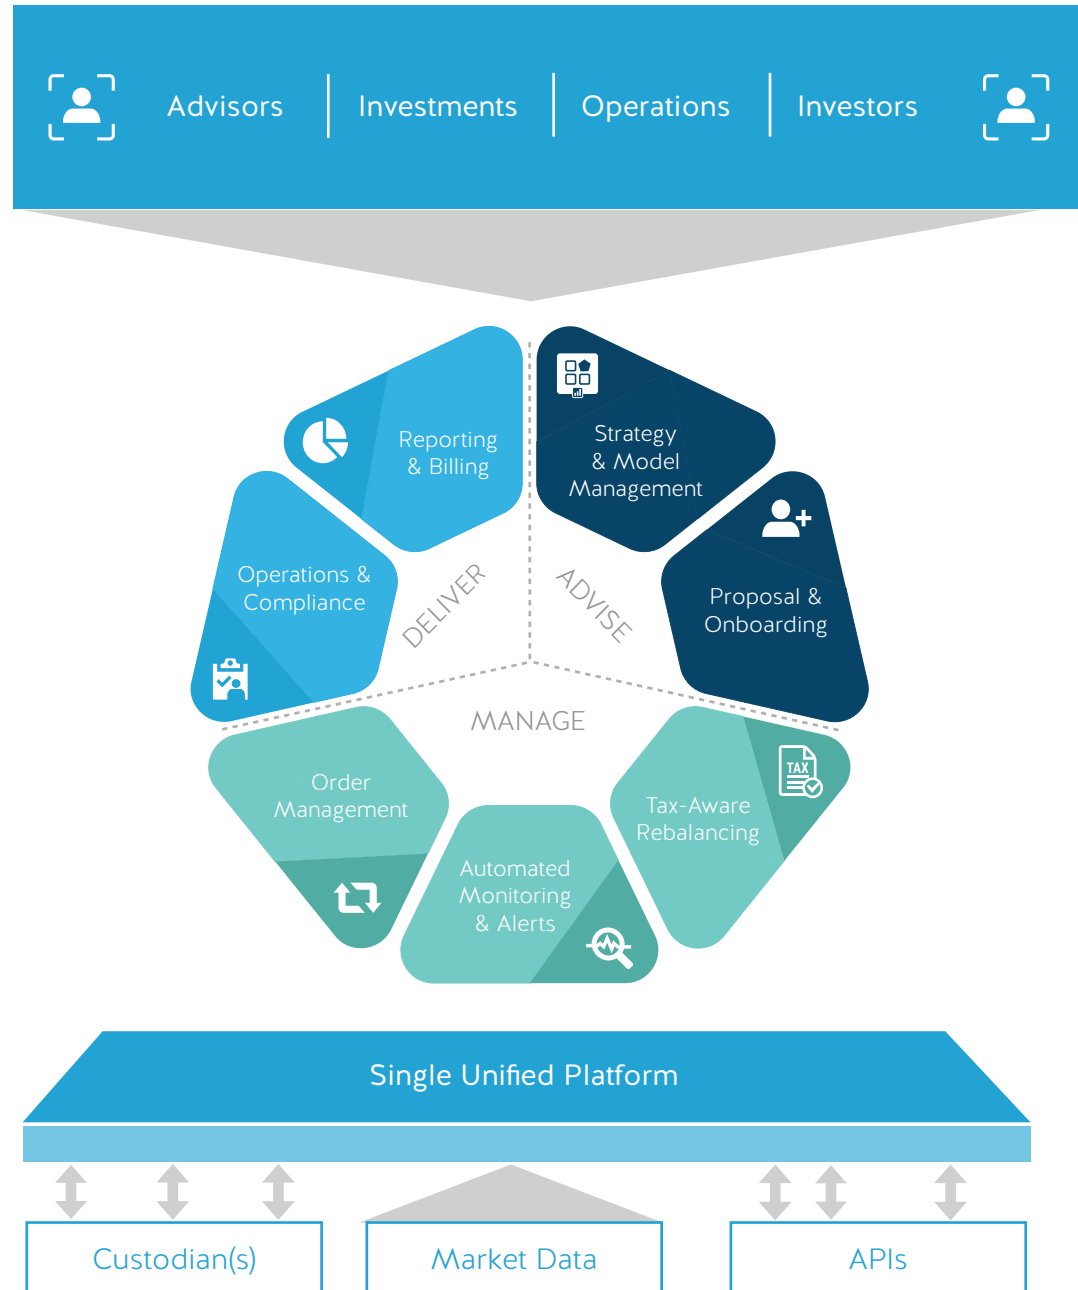 Advisors
Investments
Operations
Investors
Reporting
& Billing
Strategy
& Model
Management
Operations &
Compliance
Proposal &
Onboarding
DELIVER
ADVISE
MANAGE
Order
Management
Automated
Monitoring
& Alerts
Tax-Aware
Rebalancing
TAX
Single Unified Platform
Custodian(s)
Market Data
APIs